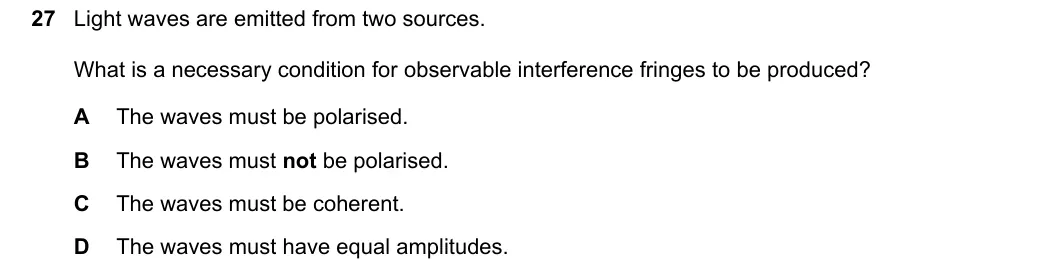 27 Light waves are emitted from two sources.
What is a necessary condition for observable interference fringes to be produced?
A The waves must be polarised.
B The waves must not be polarised.
C The waves must be coherent.
D The waves must have equal amplitudes.